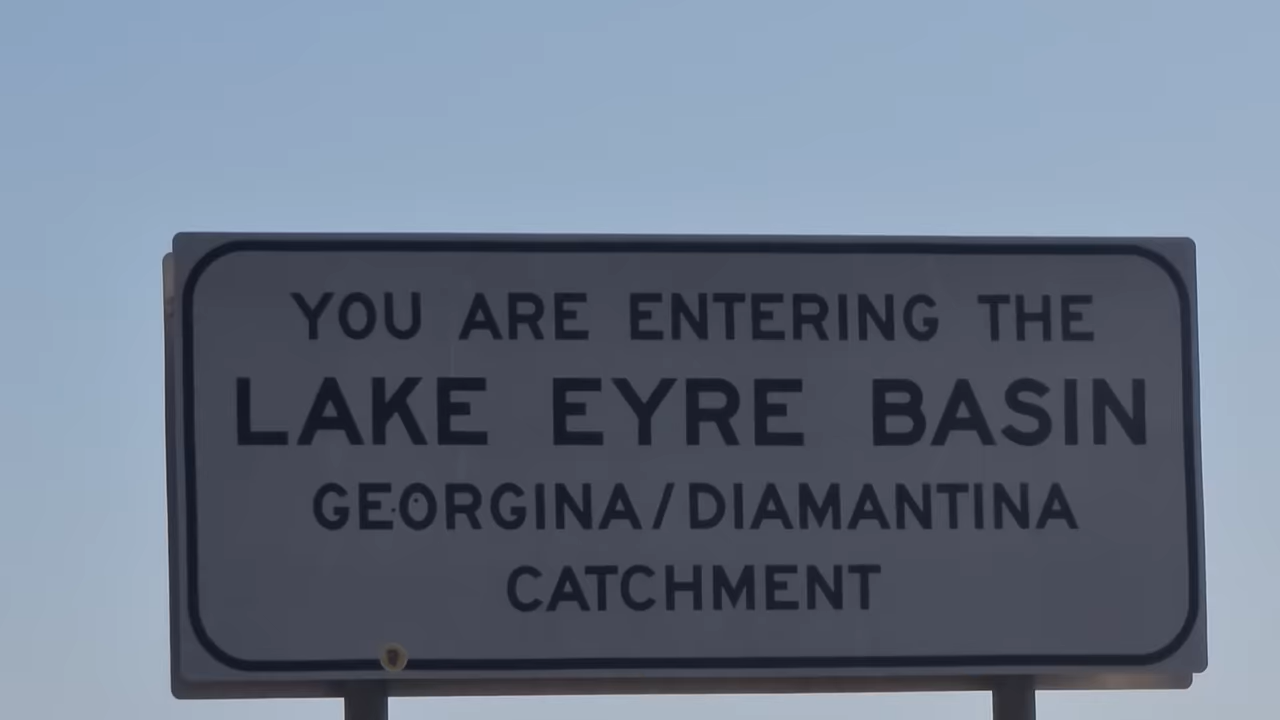 YOU ARE ENTERING THE
LAKE EYRE BASIN
GEORGINA/DIAMANTINA
CATCHMENT